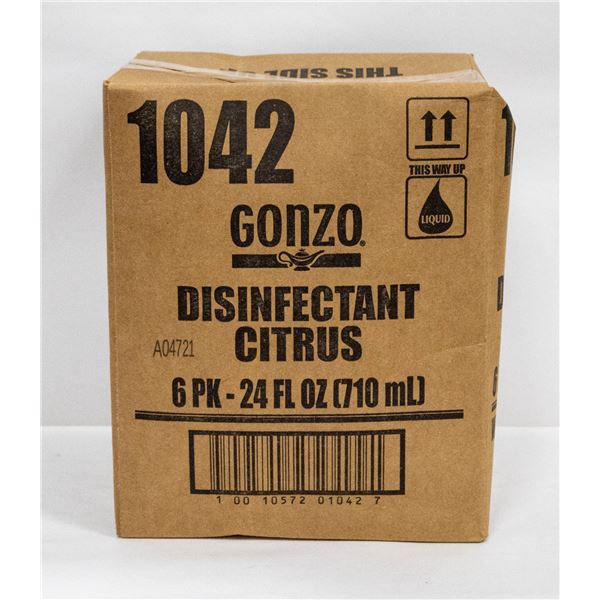 THIS SIDE
1042
THIS WAY UP
GONZO®
LIQUID
DISINFECTANT
CITRUS
A04721
6 PK - 24 FL OZ (710 mL)
1 00 10572 01042 7